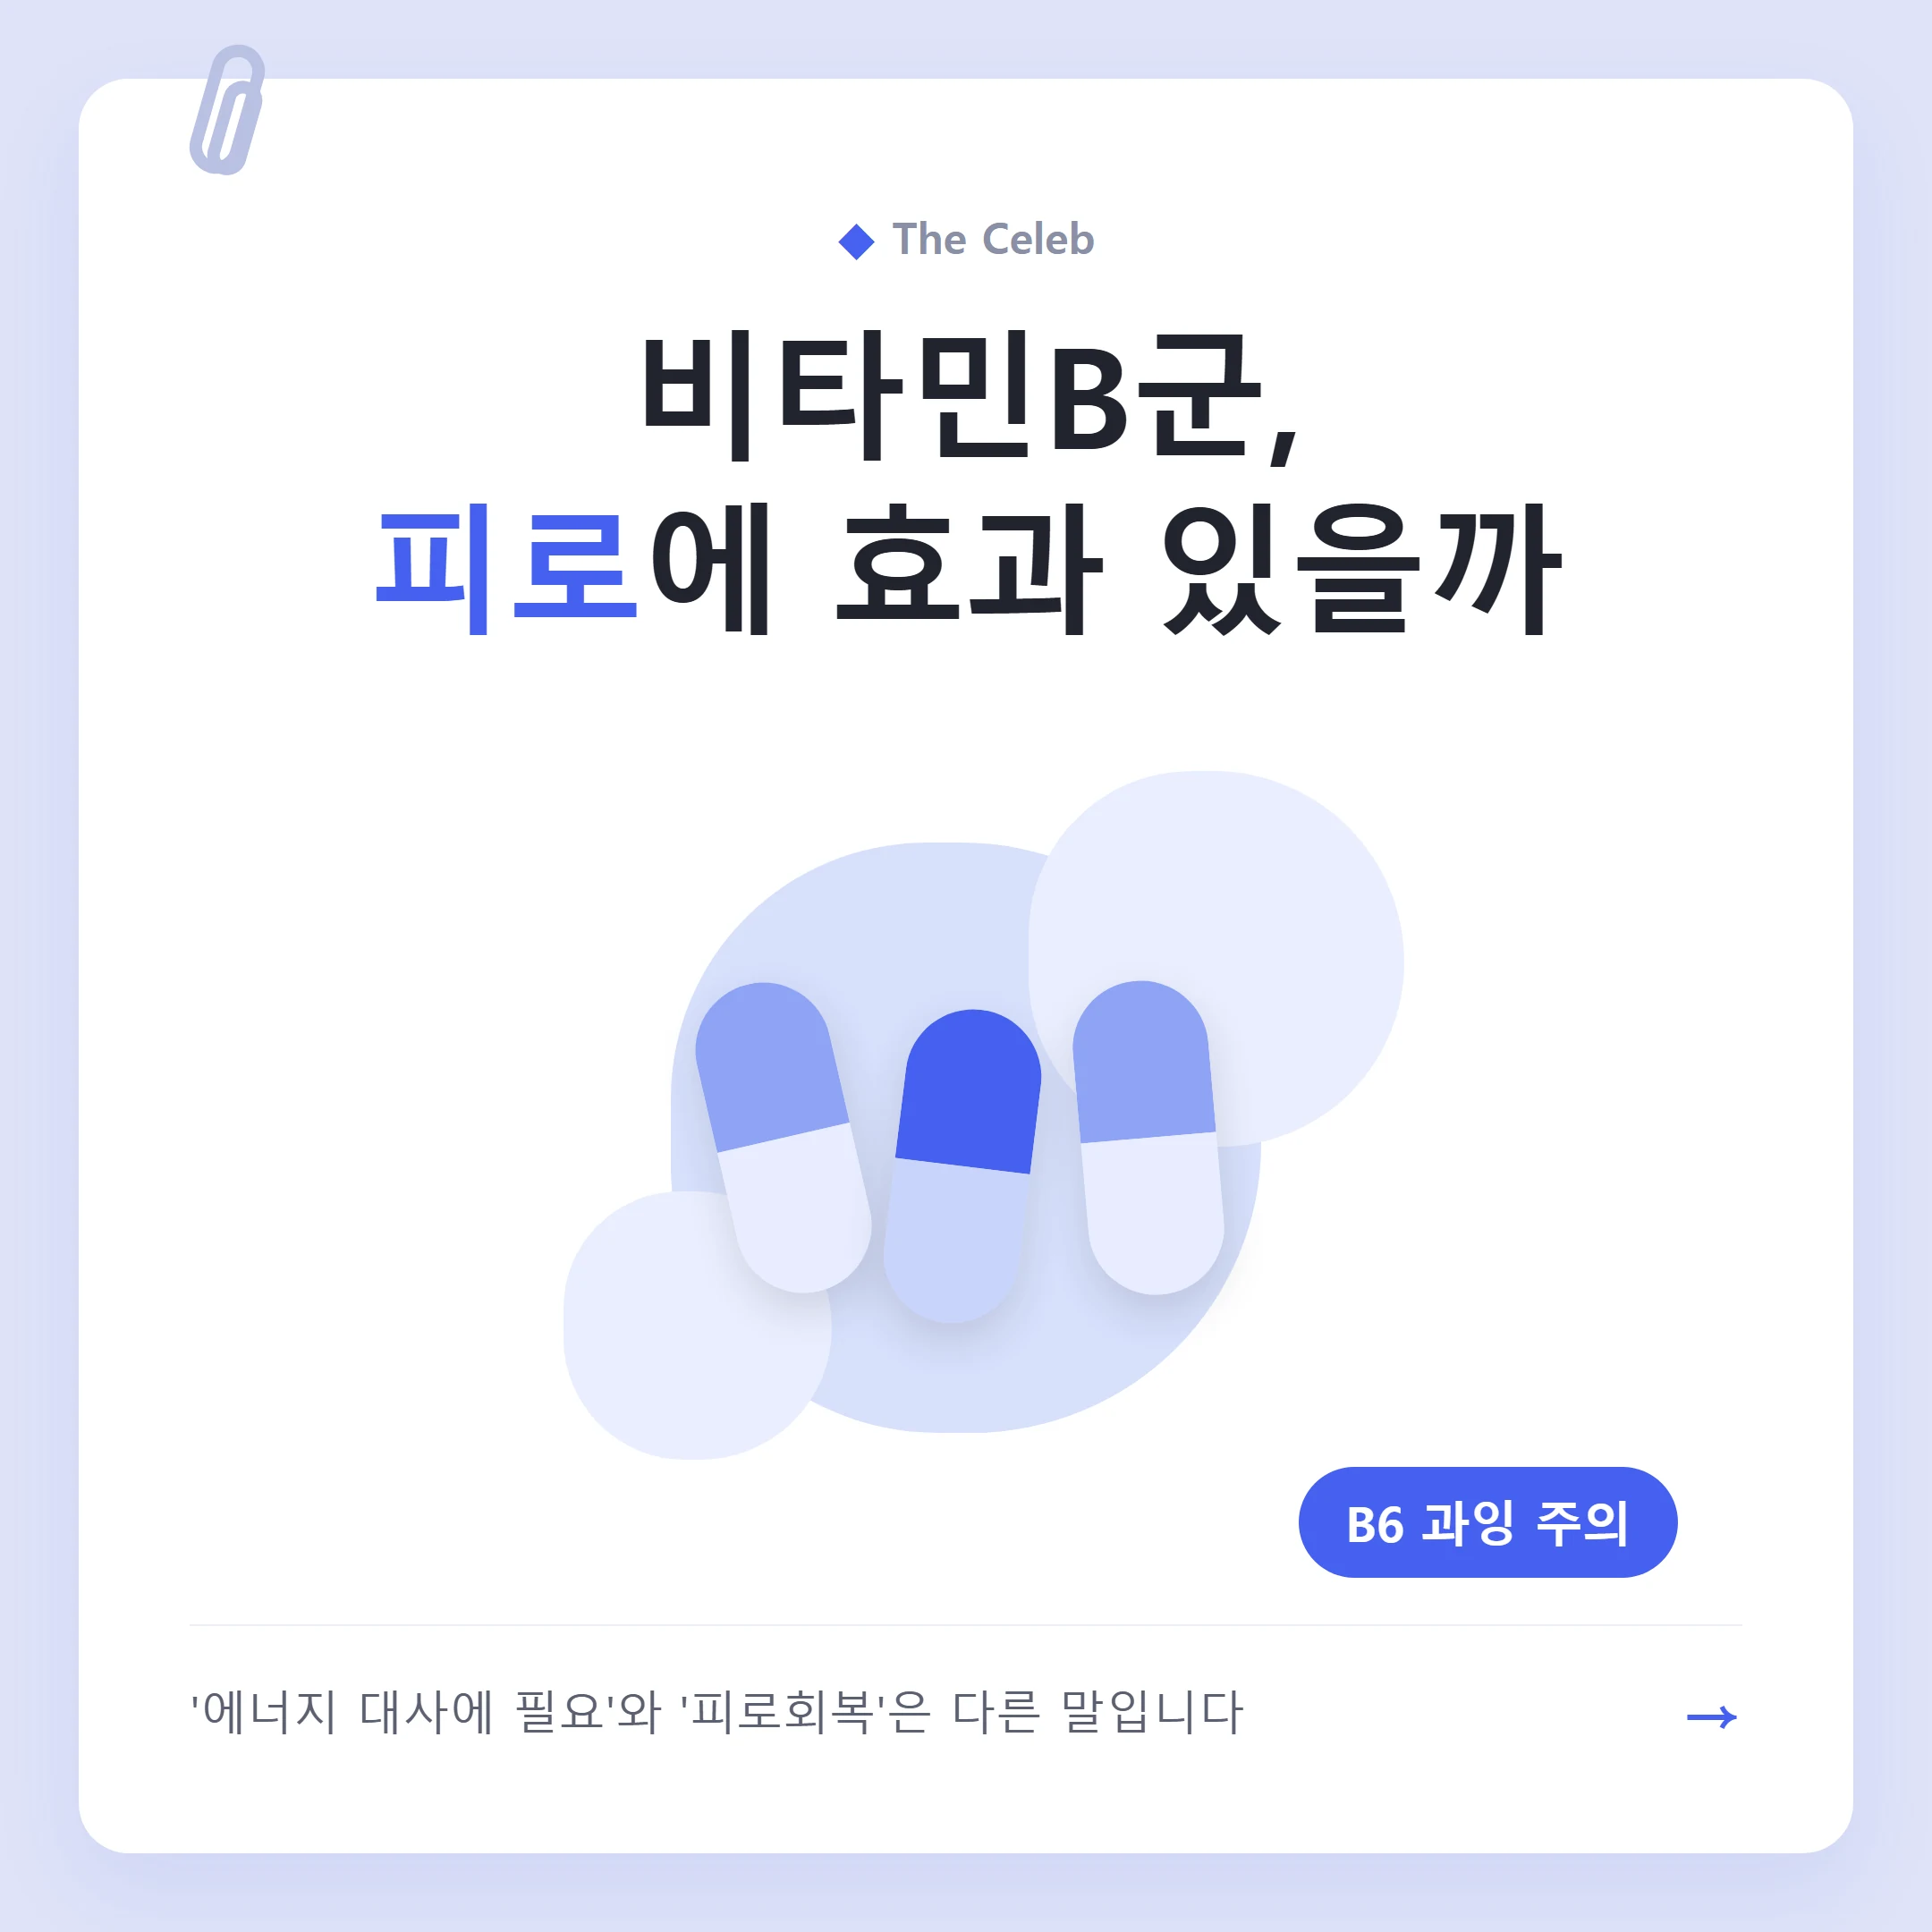 The Celeb
비타민B군,
피로에 효과 있을까
B6 과잉 주의
'에너지 대사에 필요'와 '피로회복'은 다른 말입니다
→